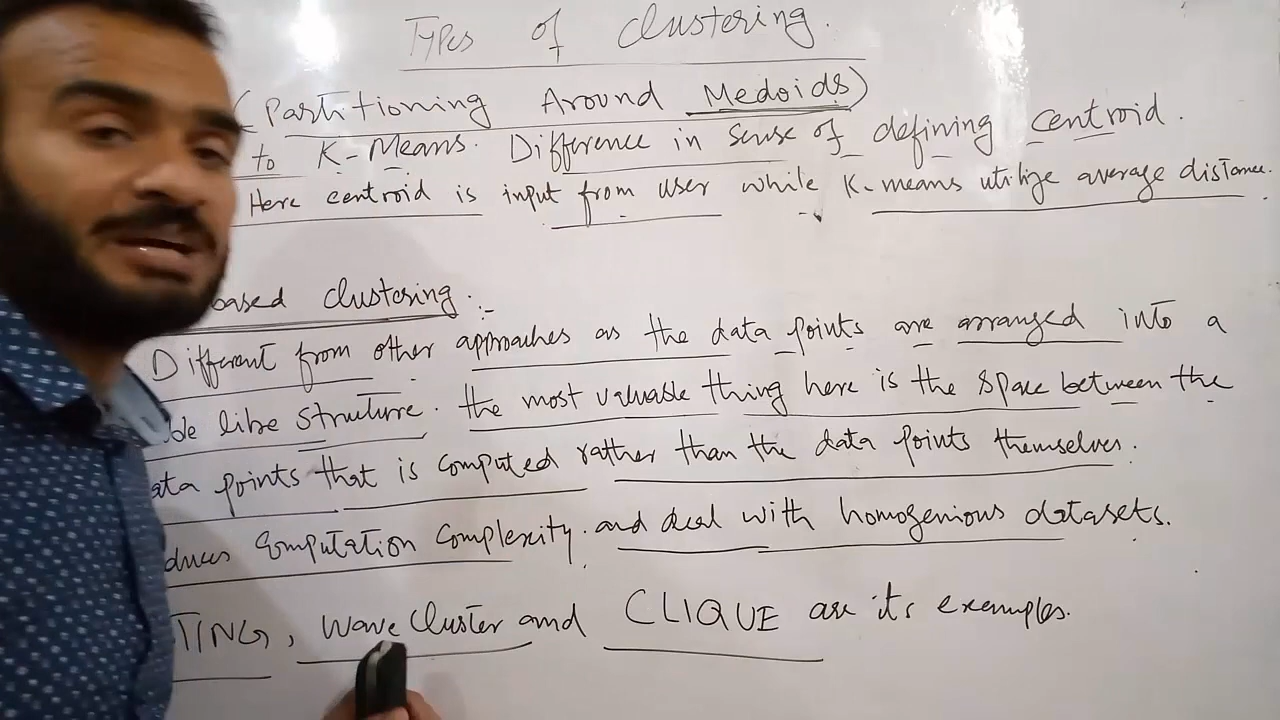 Types of Clustering.
(Partitioning Around Medoids)
to K-Means. Difference in sense of defining centroid.
Here centroid is input from user while K-means utilize average distance.
based clustering :-
Different from other approaches as the data points are arranged into a
de like structure. the most valuable thing here is the space between the
ata points that is computed rather than the data points themselves.
duces computation complexity. and deal with homogenious datasets.
TING, wave cluster and CLIQUE are its examples.